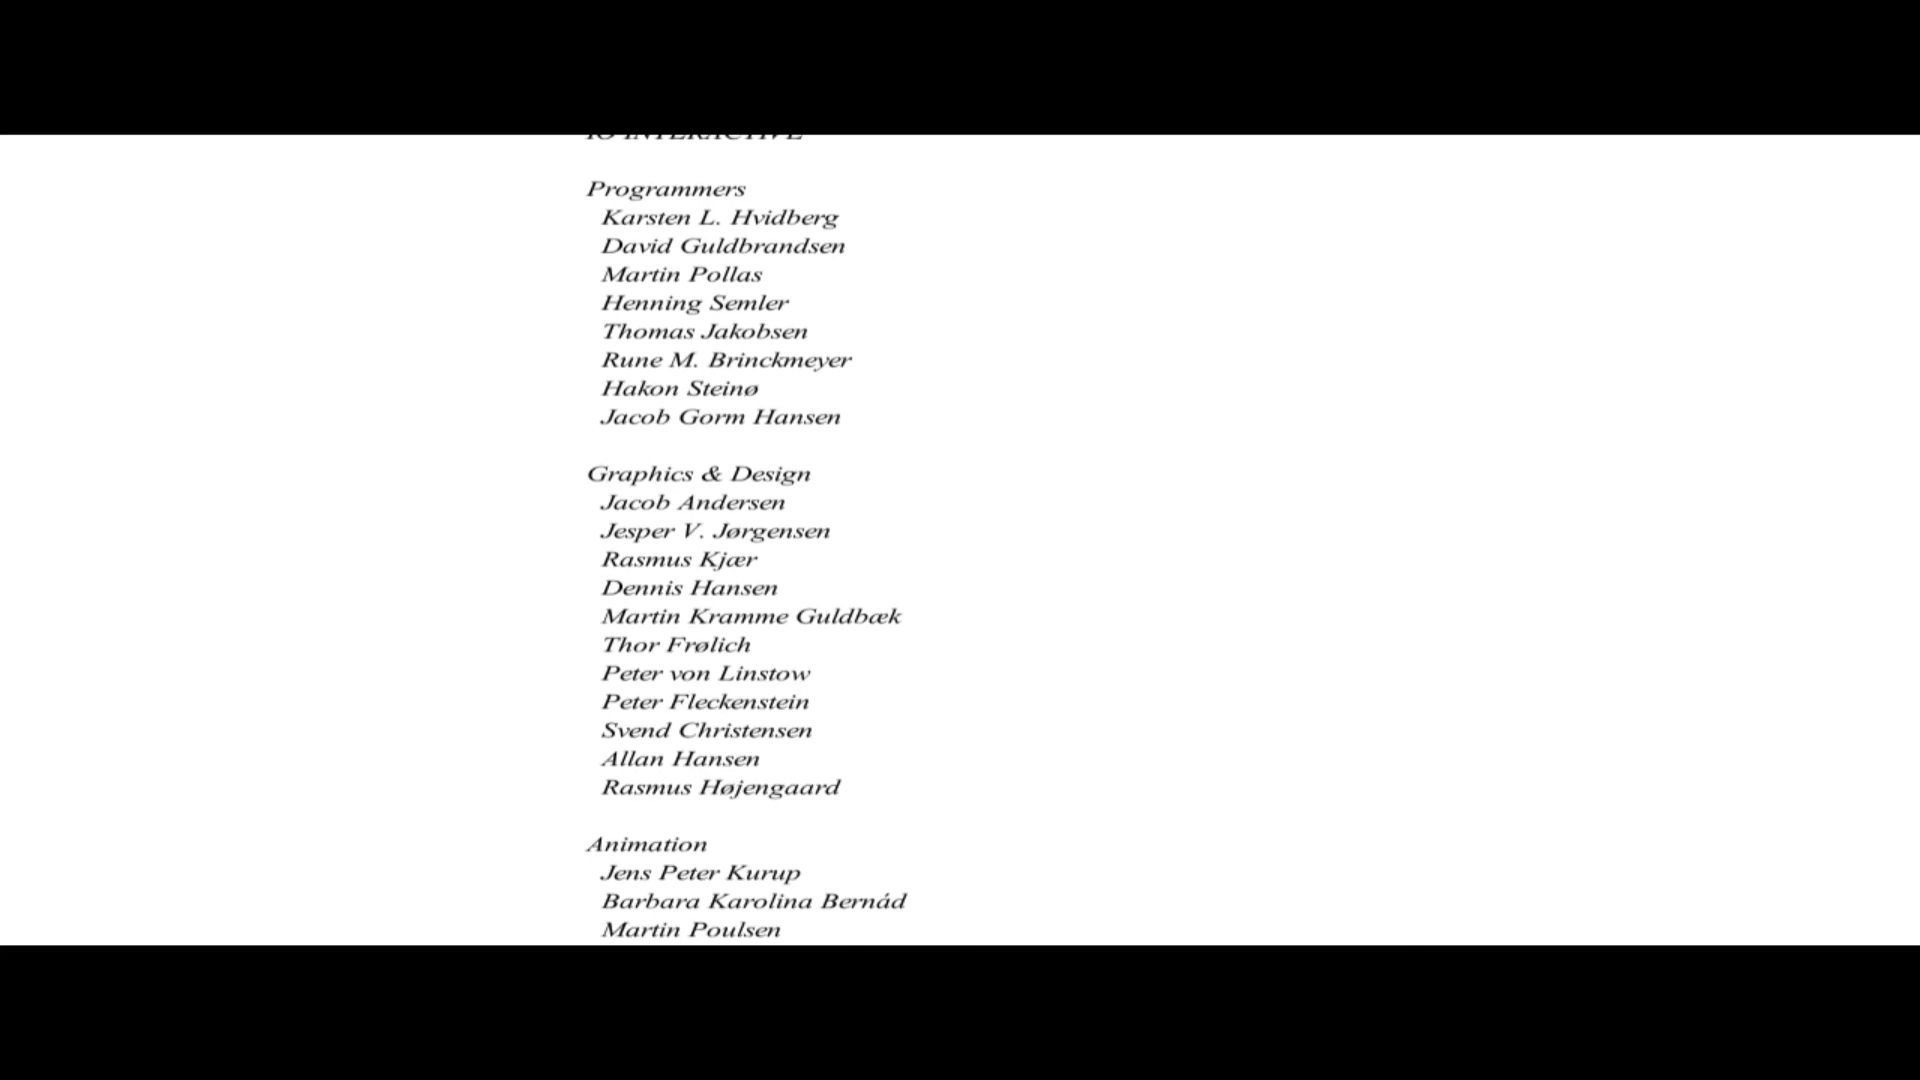 IO INTERACTIVE
Programmers
Karsten L. Hvidberg
David Guldbrandsen
Martin Pollas
Henning Semler
Thomas Jakobsen
Rune M. Brinckmeyer
Hakon Steinø
Jacob Gorm Hansen
Graphics & Design
Jacob Andersen
Jesper V. Jørgensen
Rasmus Kjær
Dennis Hansen
Martin Kramme Guldbæk
Thor Frølich
Peter von Linstow
Peter Fleckenstein
Svend Christensen
Allan Hansen
Rasmus Højengaard
Animation
Jens Peter Kurup
Barbara Karolina Bernád
Martin Poulsen